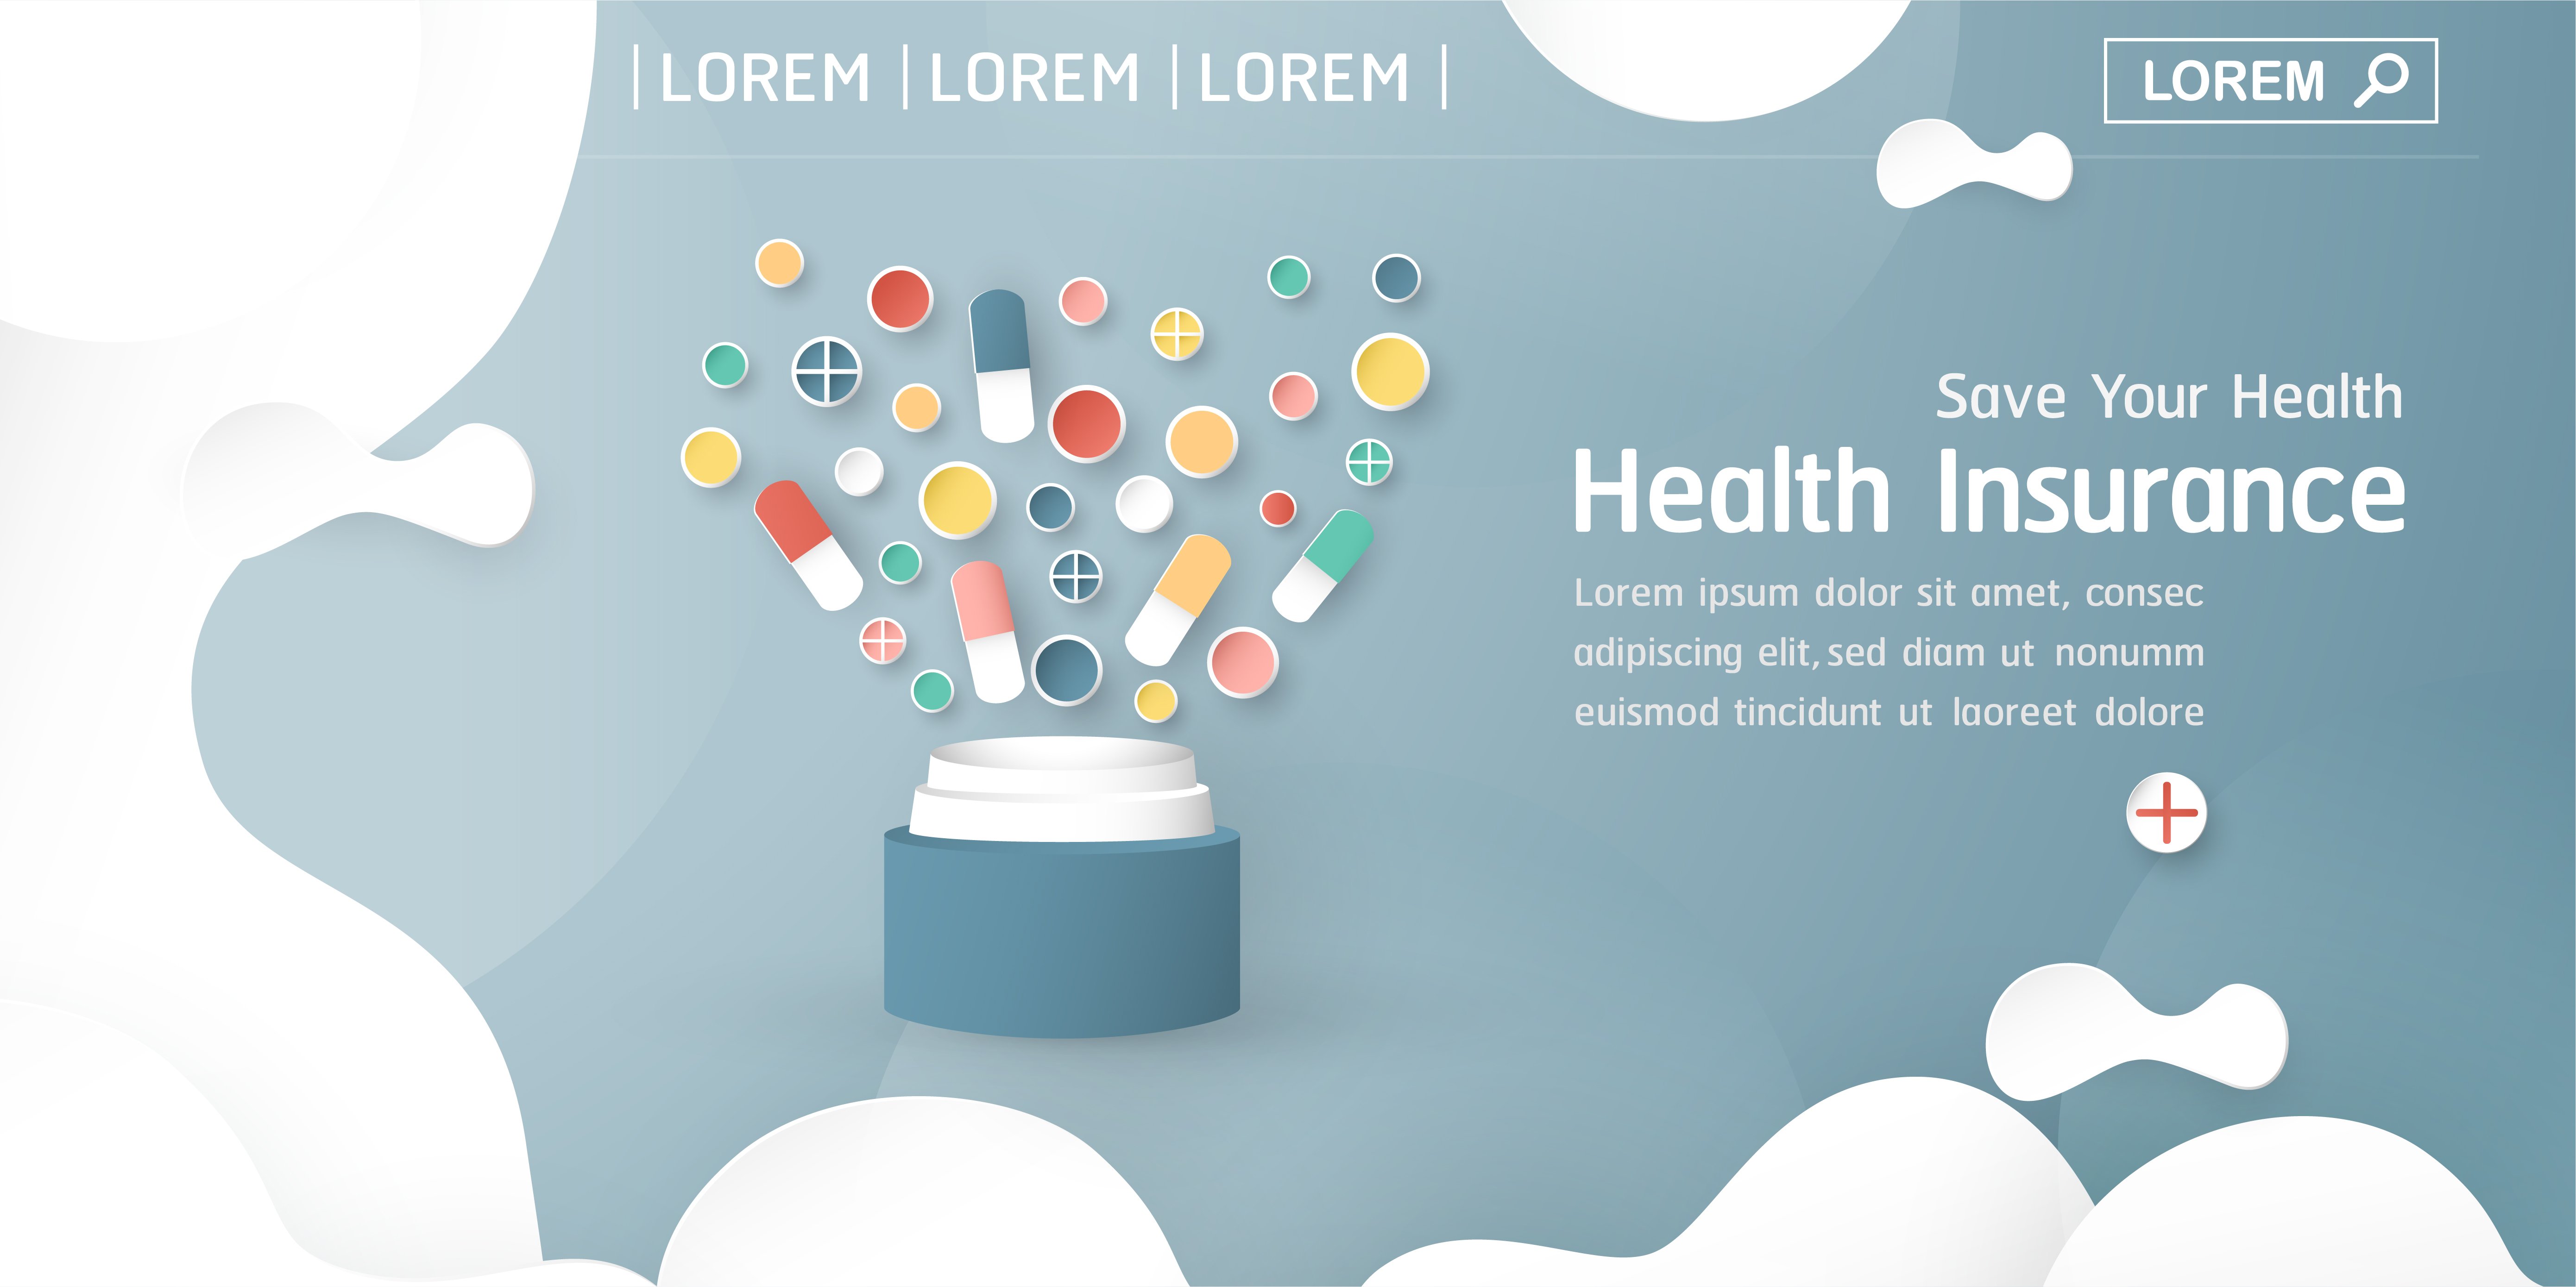 LOREM | LOREM | LOREM
LOREM
Save Your Health
Health Insurance
Lorem ipsum dolor sit amet, consec
adipiscing elit, sed diam ut nonumm
euismod tincidunt ut laoreet dolore